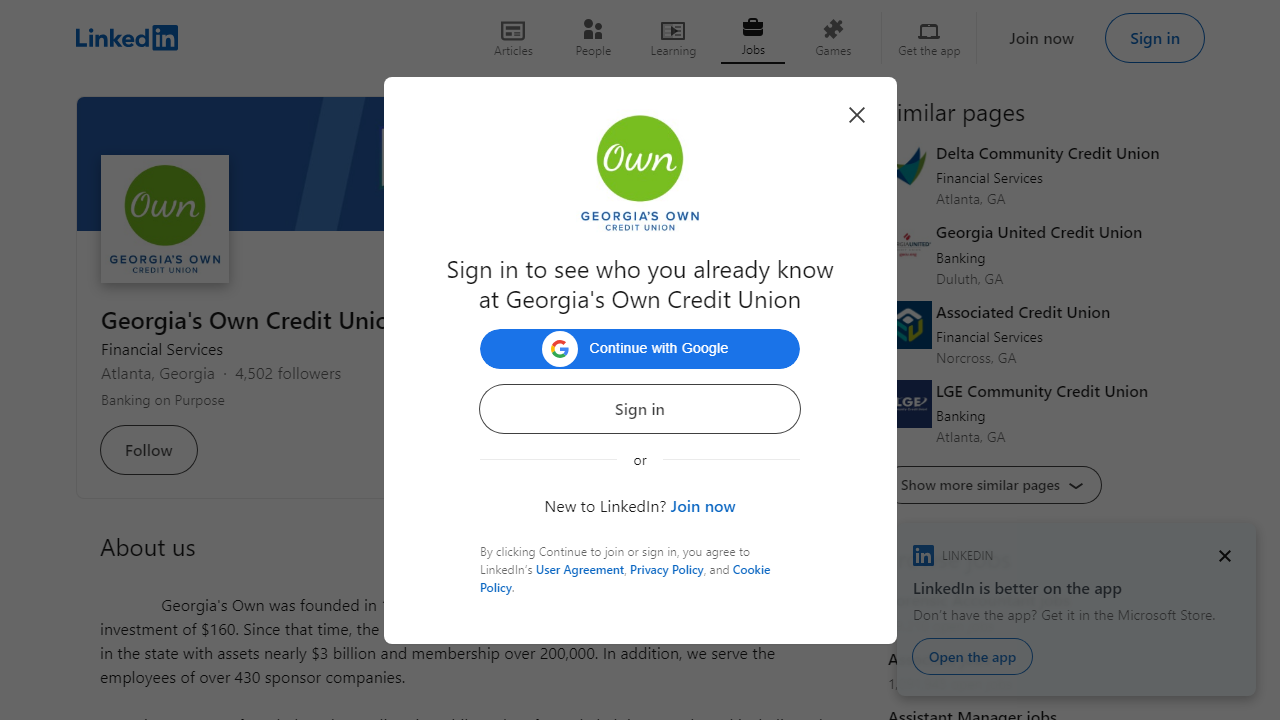 LinkedIn
Articles
People
Learning
Jobs
Games
Get the app
Join now
Sign in
Own
GEORGIA'S OWN
CREDIT UNION
Georgia's Own Credit Unio
Financial Services
Atlanta, Georgia · 4,502 followers
Banking on Purpose
Follow
About us
Georgia's Own was founded in
investment of $160. Since that time, the
in the state with assets nearly $3 billion and membership over 200,000. In addition, we serve the
employees of over 430 sponsor companies.
Own
GEORGIA'S OWN
CREDIT UNION
Sign in to see who you already know
at Georgia's Own Credit Union
Continue with Google
Sign in
or
New to LinkedIn? Join now
By clicking Continue to join or sign in, you agree to
LinkedIn's User Agreement, Privacy Policy, and Cookie
Policy.
imilar pages
Delta Community Credit Union
Financial Services
Atlanta, GA
Georgia United Credit Union
Banking
Duluth, GA
Associated Credit Union
Financial Services
Norcross, GA
LGE
LGE Community Credit Union
Banking
Atlanta, GA
Show more similar pages
LINKEDIN
LinkedIn is better on the app
Don't have the app? Get it in the Microsoft Store.
Open the app
Assistant Manager jobs